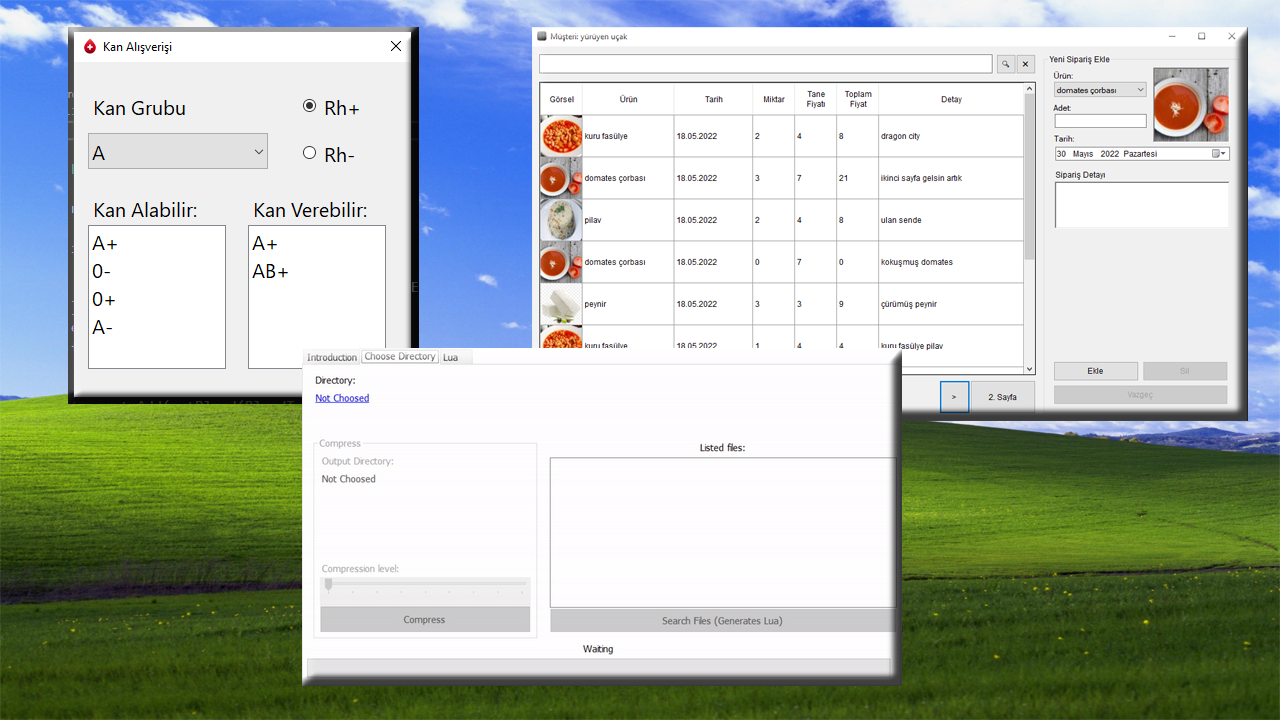 Kan Alışverişi
Kan Grubu
Rh+
A
Rh-
Kan Alabilir:
Kan Verebilir:
A+
0-
0+
A-
A+
AB+
Müşteri: yürüyen uçak
Görsel Ürün Tarih Miktar Tane Fiyatı Toplam Fiyat Detay
kuru fasülye 18.05.2022 2 4 8 dragon city
domates çorbası 18.05.2022 3 7 21 ikinci sayfa gelsin artık
pilav 18.05.2022 2 4 8 ulan sende
domates çorbası 18.05.2022 0 7 0 kokuşmuş domates
peynir 18.05.2022 3 3 9 çürümüş peynir
kuru fasülye 18.05.2022 1 4 4 kuru fasülye pilav
> 2. Sayfa
Yeni Sipariş Ekle
Ürün:
domates çorbası
Adet:
Tarih:
30 Mayıs 2022 Pazartesi
Sipariş Detayı
Ekle Sil
Vazgeç
Introduction Choose Directory Lua
Directory:
Not Choosed
Compress
Output Directory:
Not Choosed
Compression level:
Compress
Listed files:
Search Files (Generates Lua)
Waiting